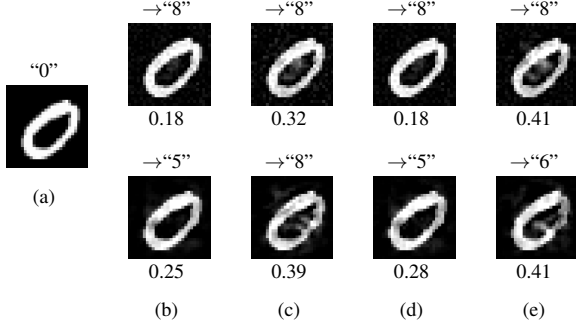 →“8” →“8” →“8” →“8”
“0”
0.18 0.32 0.18 0.41
→“5” →“8” →“5” →“6”
(a)
0.25 0.39 0.28 0.41
(b) (c) (d) (e)